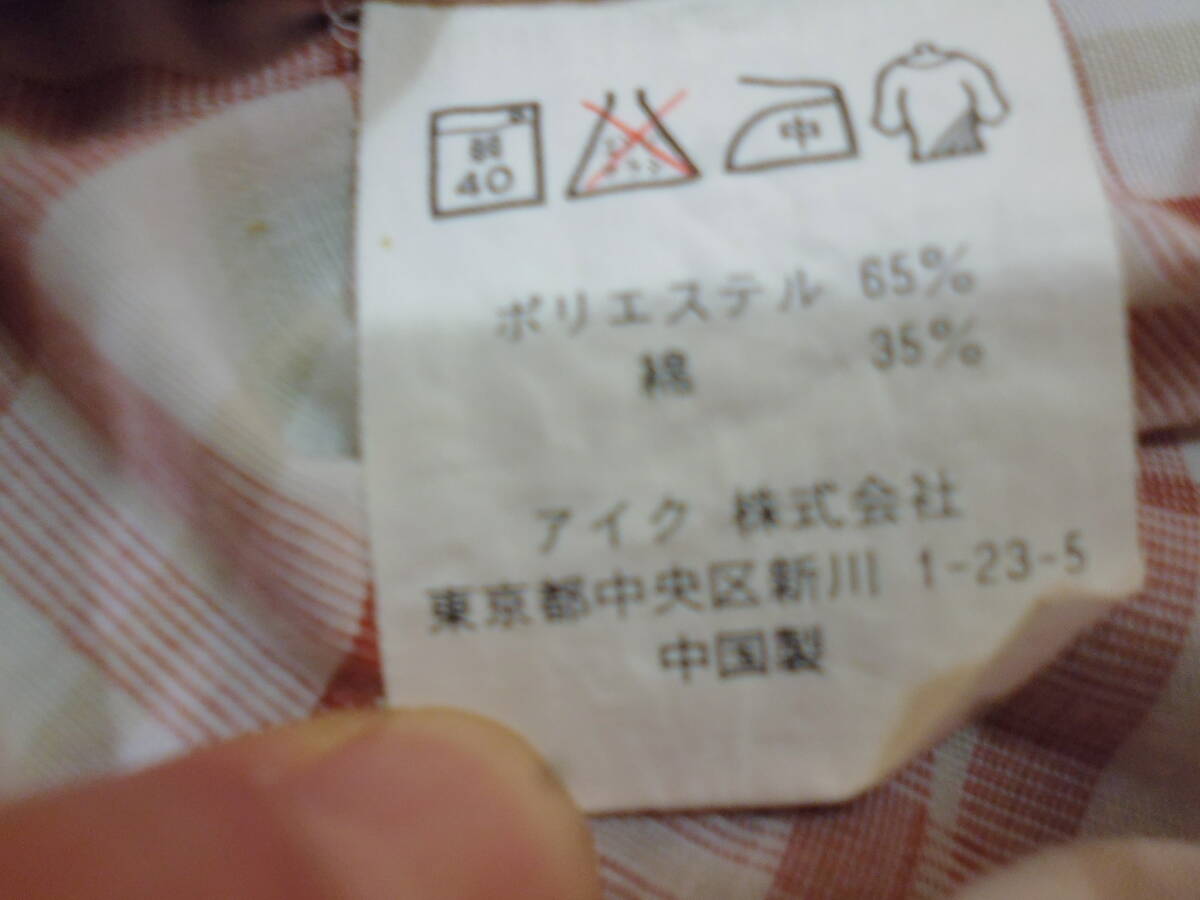 弱 40
中
ポリエステル 65%
綿 35%
アイク 株式会社
東京都中央区新川 1-23-5
中国製